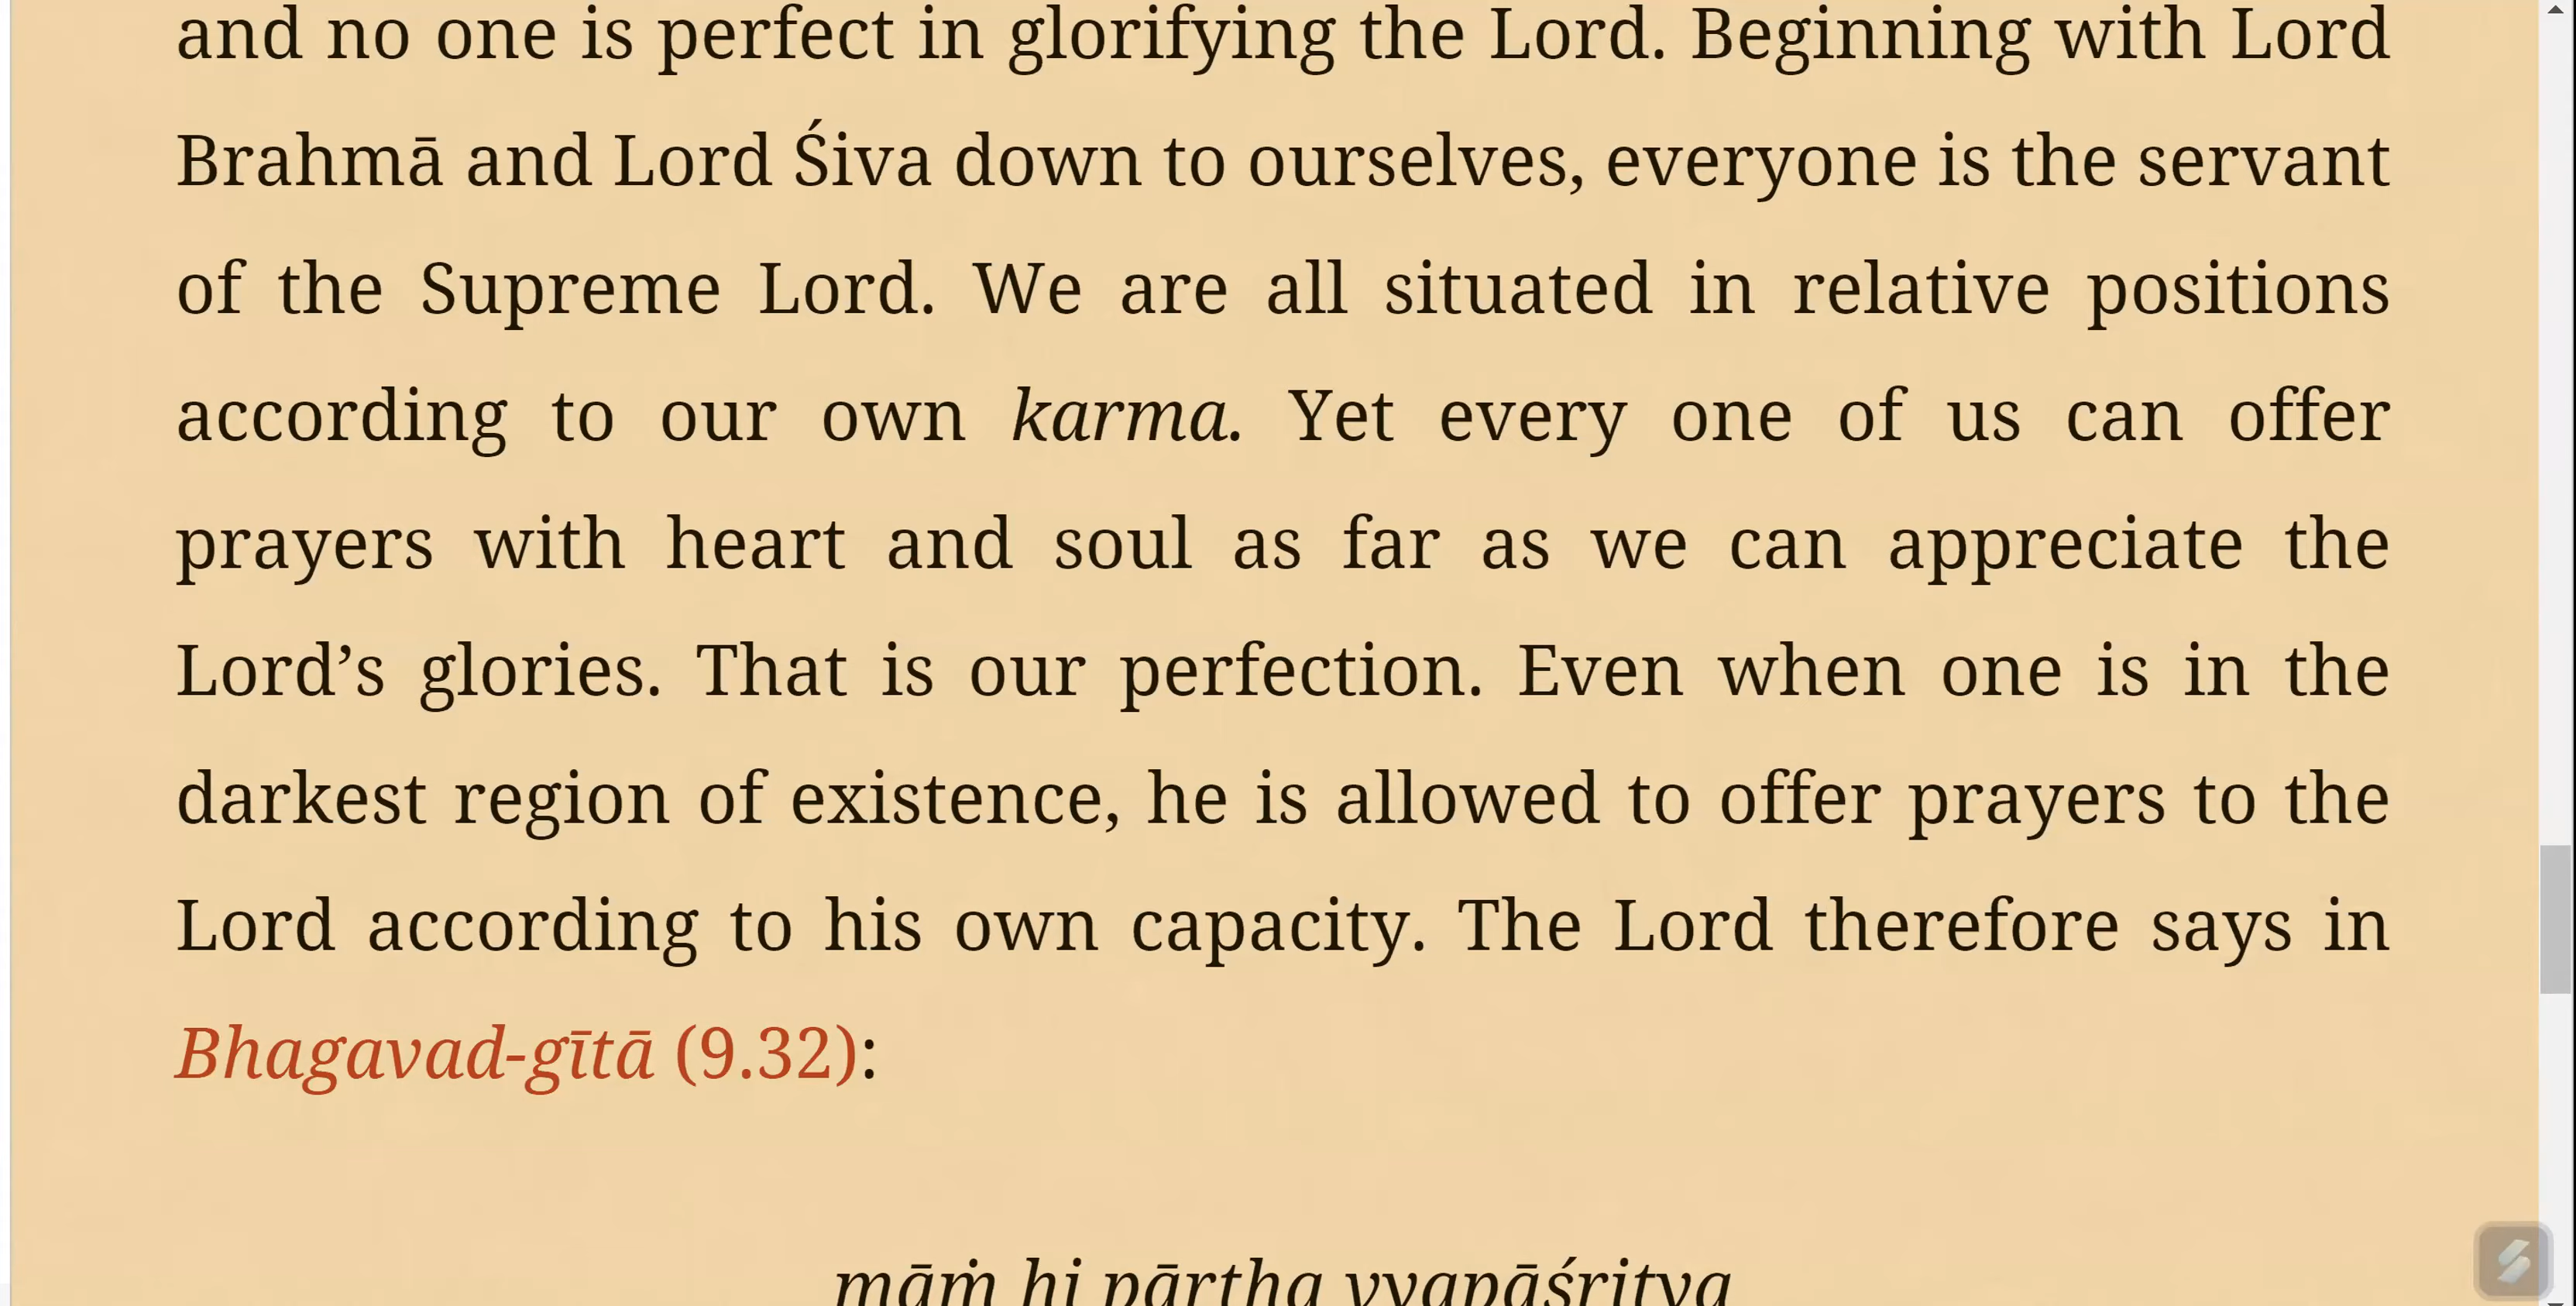 and no one is perfect in glorifying the Lord. Beginning with Lord
Brahmā and Lord Śiva down to ourselves, everyone is the servant
of the Supreme Lord. We are all situated in relative positions
according to our own karma. Yet every one of us can offer
prayers with heart and soul as far as we can appreciate the
Lord’s glories. That is our perfection. Even when one is in the
darkest region of existence, he is allowed to offer prayers to the
Lord according to his own capacity. The Lord therefore says in
Bhagavad-gītā (9.32):
māṁ hi pārtha vyapāśritya